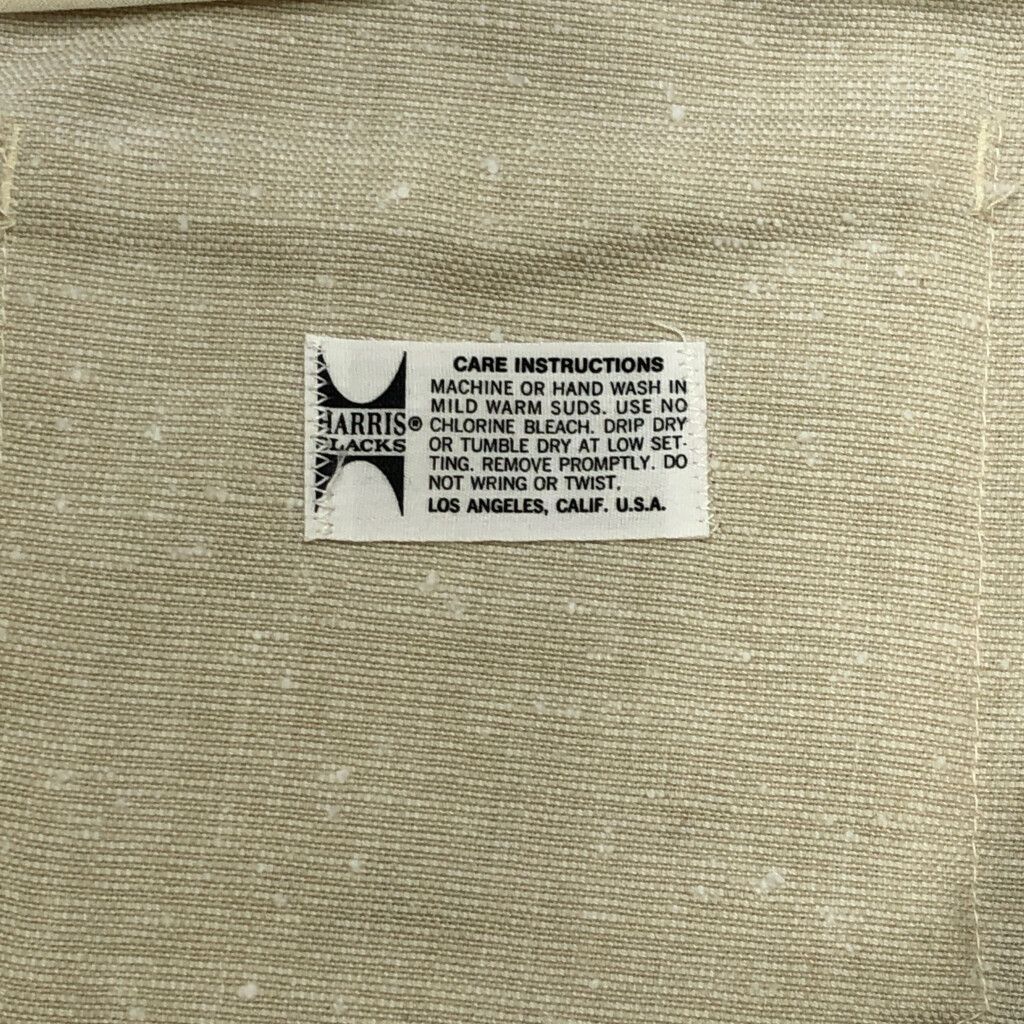 HARRIS®
SLACKS
CARE INSTRUCTIONS
MACHINE OR HAND WASH IN
MILD WARM SUDS. USE NO
CHLORINE BLEACH. DRIP DRY
OR TUMBLE DRY AT LOW SET-
TING. REMOVE PROMPTLY. DO
NOT WRING OR TWIST.
LOS ANGELES, CALIF. U.S.A.